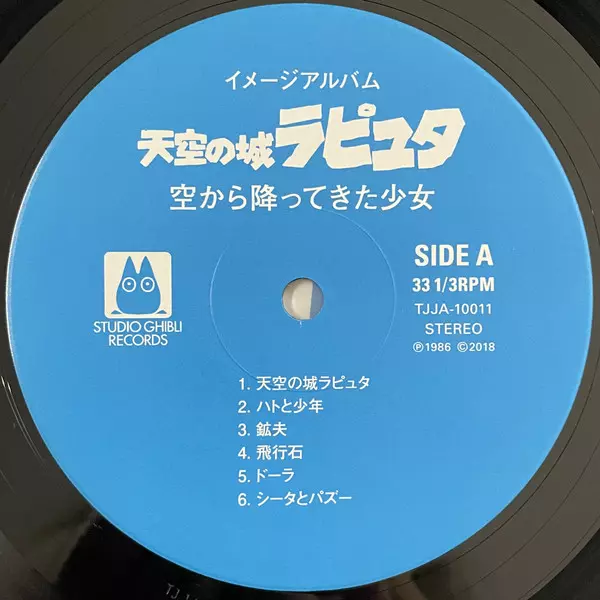 イメージアルバム
天空の城ラピュタ
空から降ってきた少女
SIDE A
33 1/3RPM
TJJA-10011
STEREO
℗1986 ©2018
STUDIO GHIBLI
RECORDS
1. 天空の城ラピュタ
2. ハトと少年
3. 鉱夫
4. 飛行石
5. ドーラ
6. シータとパズー